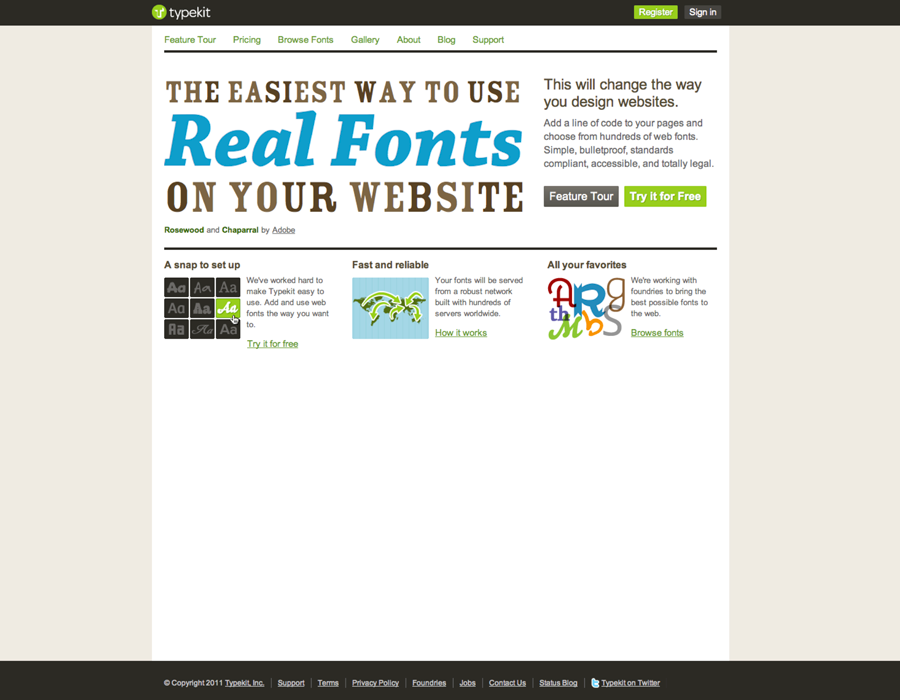 typekit
Register Sign in
Feature Tour Pricing Browse Fonts Gallery About Blog Support
THE EASIEST WAY TO USE
Real Fonts
ON YOUR WEBSITE
Rosewood and Chaparral by Adobe
This will change the way
you design websites.
Add a line of code to your pages and
choose from hundreds of web fonts.
Simple, bulletproof, standards
compliant, accessible, and totally legal.
Feature Tour Try it for Free
A snap to set up
Aa Aa Aa
Aa Aa Aa
Aa Aa Aa
We've worked hard to
make Typekit easy to
use. Add and use web
fonts the way you want
to.
Try it for free
Fast and reliable
Your fonts will be served
from a robust network
built with hundreds of
servers worldwide.
How it works
All your favorites
A R g
th M b S
We're working with
foundries to bring the
best possible fonts to
the web.
Browse fonts
© Copyright 2011 Typekit, Inc. Support Terms Privacy Policy Foundries Jobs Contact Us Status Blog Typekit on Twitter